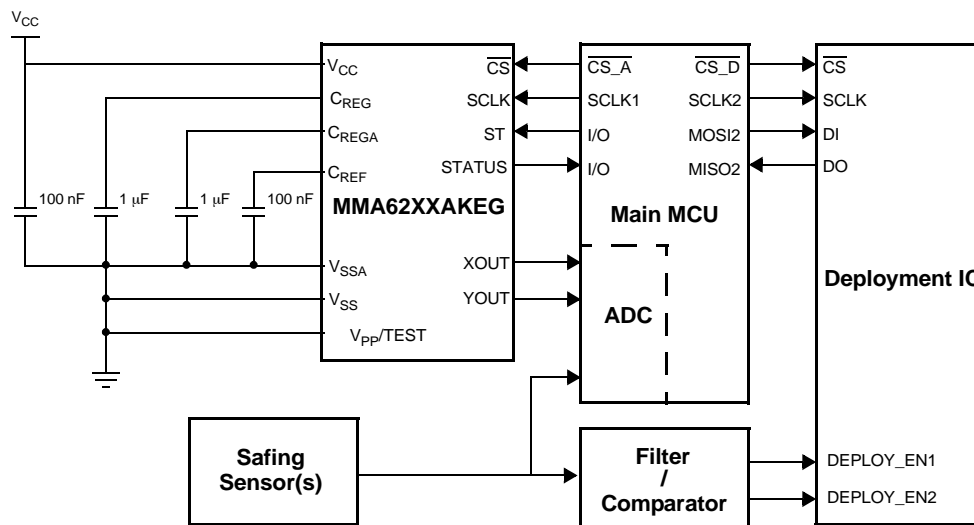 VCC
VCC
CREG
CREGA
CREF
100 nF
1 μF
1 μF
100 nF
VSSA
VSS
VPP/TEST
MMA62XXAKEG
CS
SCLK
ST
STATUS
XOUT
YOUT
CS_A
SCLK1
I/O
I/O
CS_D
SCLK2
MOSI2
MISO2
Main MCU
ADC
CS
SCLK
DI
DO
Deployment IC
DEPLOY_EN1
DEPLOY_EN2
Safing
Sensor(s)
Filter
/
Comparator